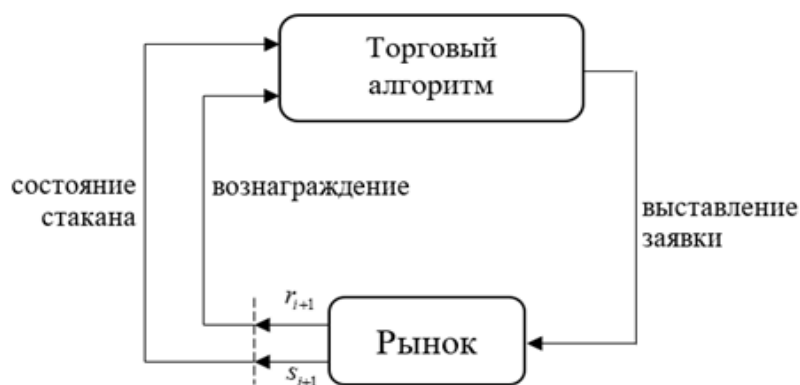 Торговый
алгоритм
состояние
стакана
вознаграждение
выставление
заявки
r_{i+1}
Рынок
s_{i+1}